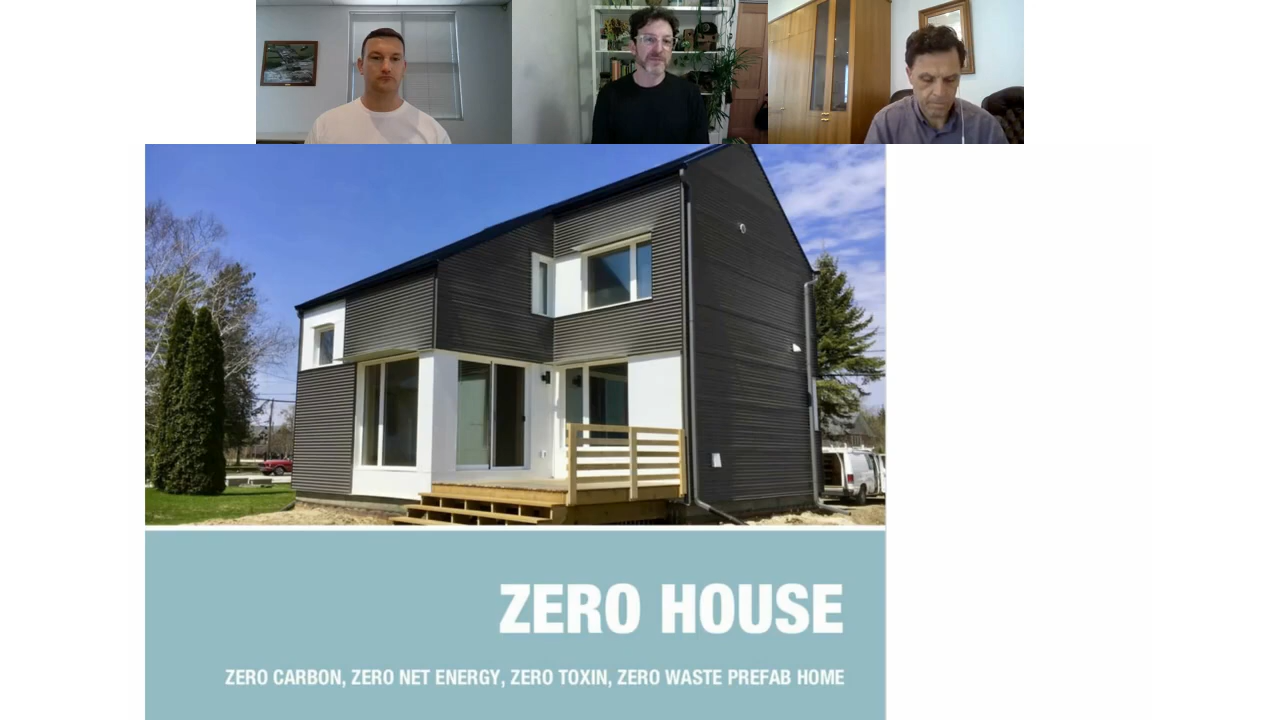 ZERO HOUSE
ZERO CARBON, ZERO NET ENERGY, ZERO TOXIN, ZERO WASTE PREFAB HOME